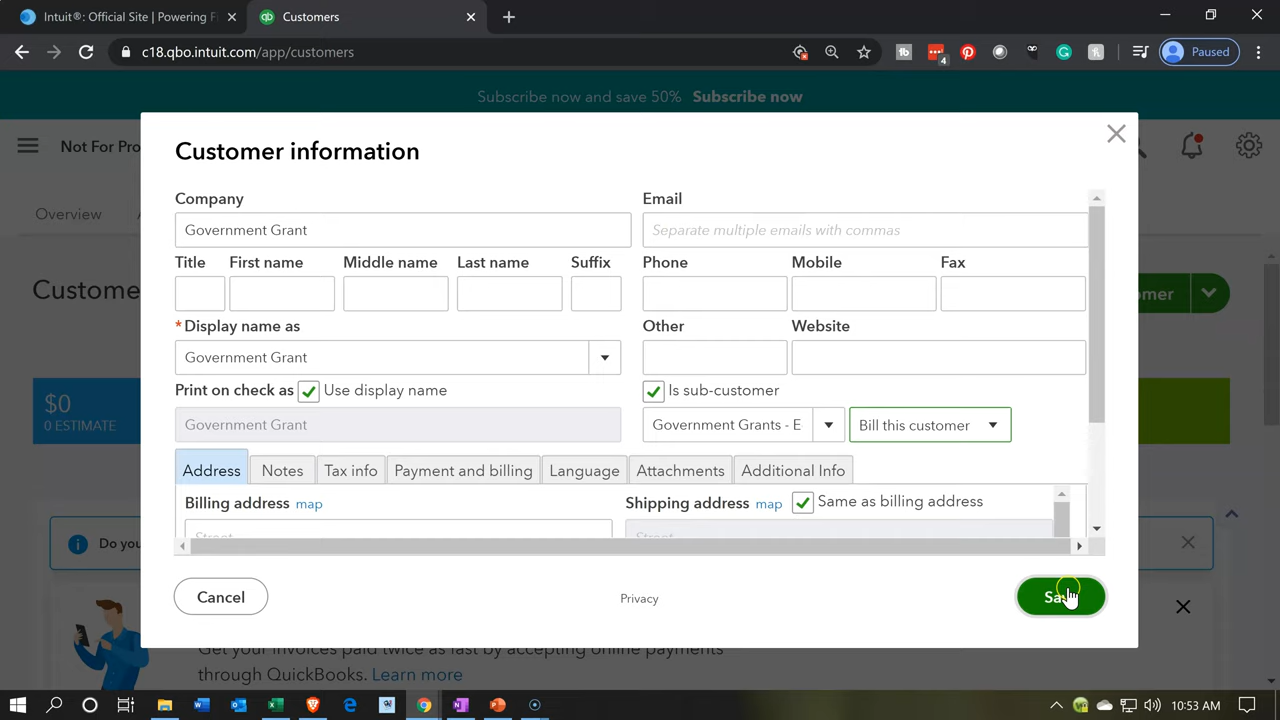 Intuit®: Official Site | Powering F
Customers
c18.qbo.intuit.com/app/customers
4
Paused
Subscribe now and save 50% Subscribe now
Not For Pro
Overview
Custome
omer
$0
0 ESTIMATE
Do you
Get your invoices paid twice as fast by accepting online payments
through QuickBooks. Learn more
Customer information
Company
Government Grant
Email
Separate multiple emails with commas
Title First name Middle name Last name Suffix
Phone Mobile Fax
* Display name as
Government Grant
Other Website
Print on check as Use display name
Government Grant
Is sub-customer
Government Grants - E Bill this customer
Address Notes Tax info Payment and billing Language Attachments Additional Info
Billing address map
Street
Shipping address map Same as billing address
Street
Cancel Privacy Sa
10:53 AM